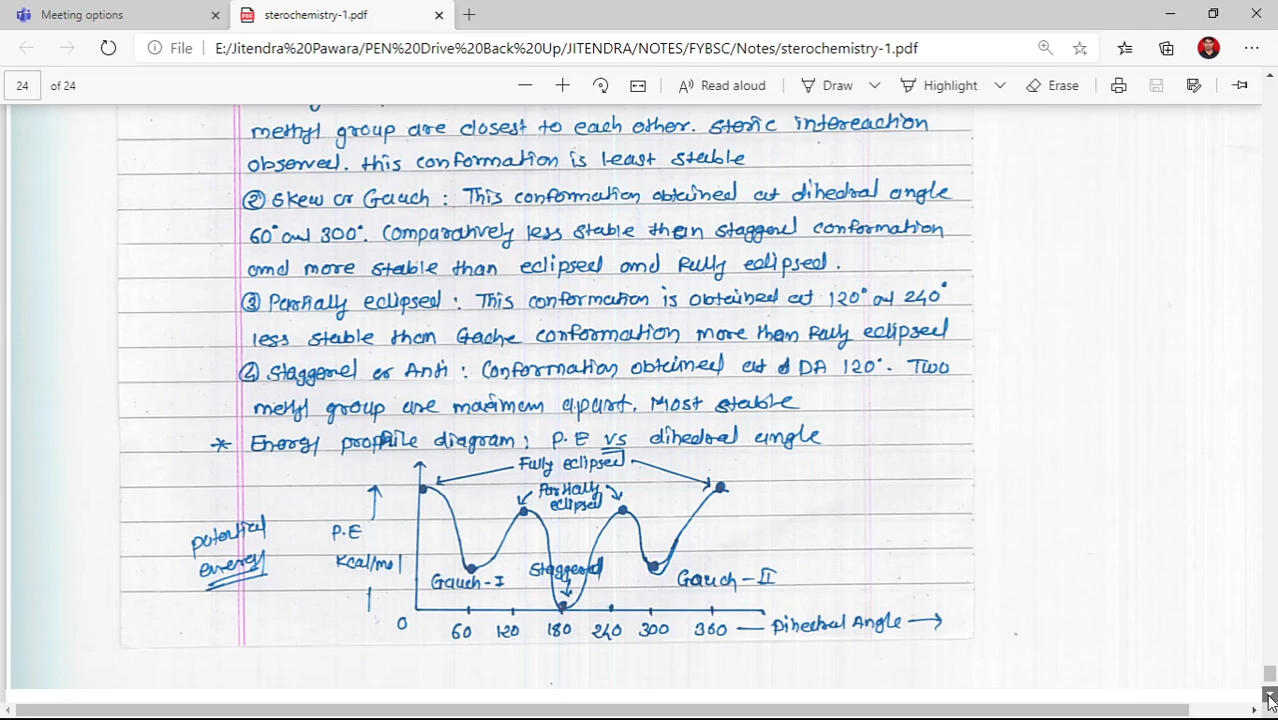 Meeting options
sterochemistry-1.pdf
File E:/Jitendra%20Pawara/PEN%20Drive%20Back%20Up/JITENDRA/NOTES/FYBSC/Notes/sterochemistry-1.pdf
24 of 24 Read aloud Draw Highlight Erase
methyl group are closest to each other. steric intereaction
observed. this conformation is least stable
② Skew or Gauch : This conformation obtained at dihedral angle
60° and 300°. Comparatively less stable then staggered conformation
and more stable than eclipsed and Fully eclipsed.
③ Partially eclipsed : This conformation is obtained at 120° and 240°
less stable than Gache conformation more than Fully eclipsed
④ Staggered or Anti : Conformation obtained at DA 120°. Two
methyl group are maximum apart. Most stable
* Energy prophile diagram; P.E vs dihedral angle
Fully eclipsed
Partially
eclipsed
potential
energy
P.E
Kcal/mol
Gauch-I
Staggered
Gauch-II
0
60 120 180 240 300 360 — Dihedral Angle →